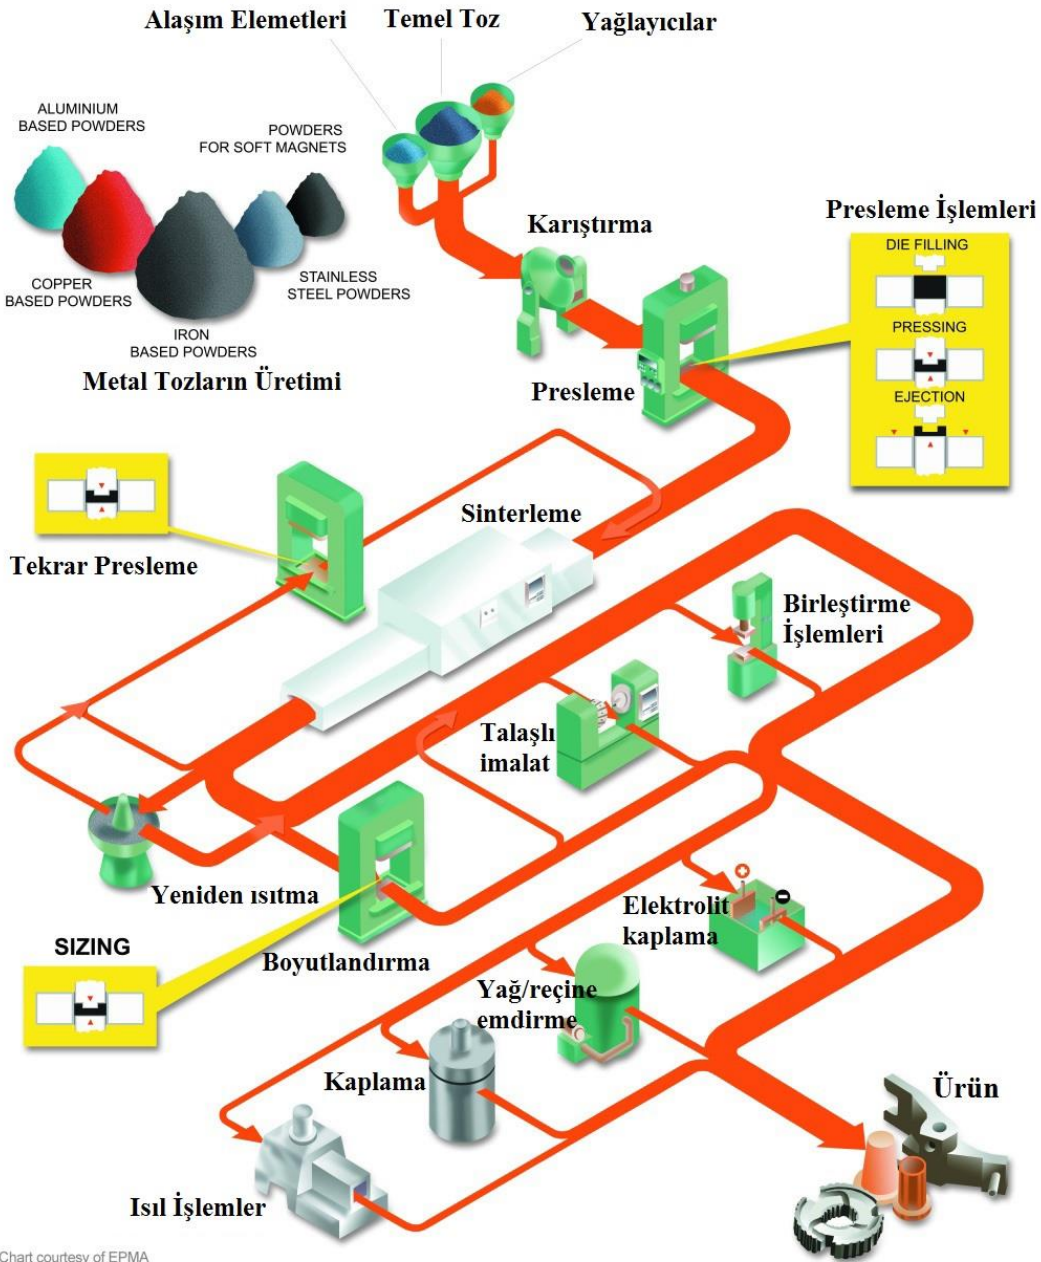 Alaşım Elemetleri
Temel Toz
Yağlayıcılar
ALUMINIUM
BASED POWDERS
POWDERS
FOR SOFT MAGNETS
COPPER
BASED POWDERS
STAINLESS
STEEL POWDERS
IRON
BASED POWDERS
Metal Tozların Üretimi
Karıştırma
Presleme İşlemleri
DIE FILLING
PRESSING
EJECTION
Presleme
Sinterleme
Tekrar Presleme
Birleştirme
İşlemleri
Talaşlı
imalat
Yeniden ısıtma
SIZING
Boyutlandırma
Elektrolit
kaplama
Yağ/reçine
emdirme
Kaplama
Ürün
Isıl İşlemler
Chart courtesy of EPMA